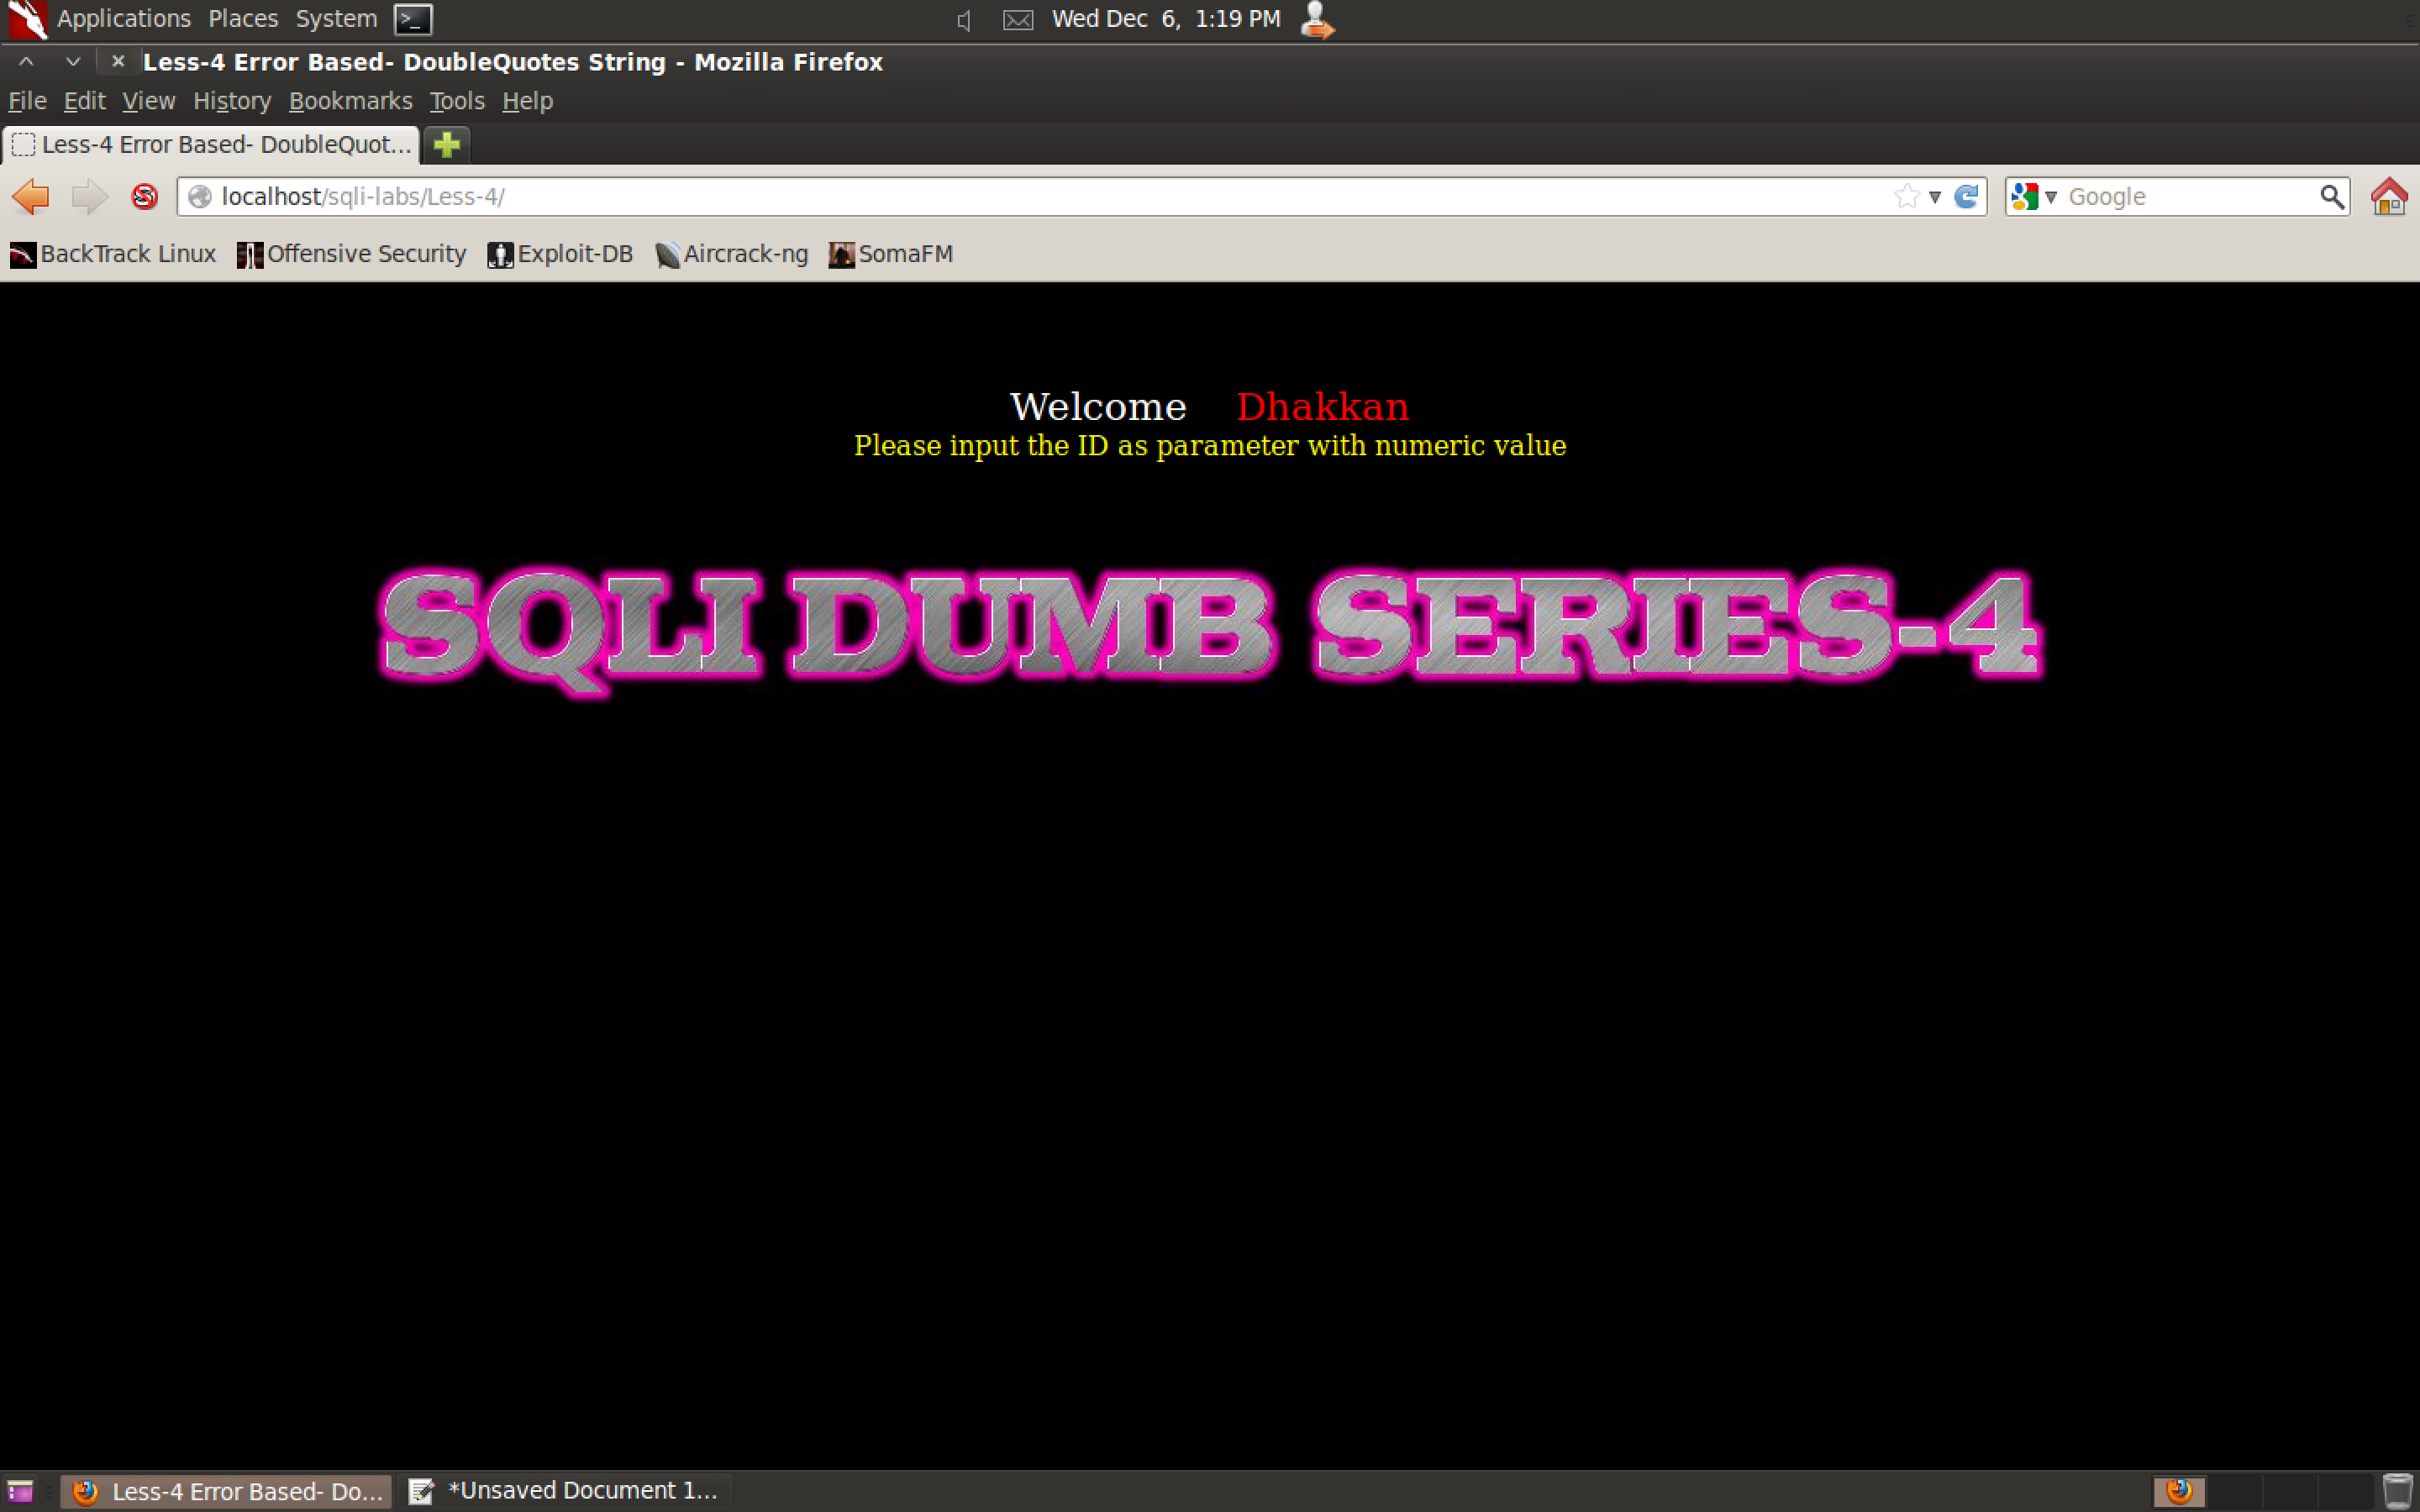 Applications Places System Wed Dec 6, 1:19 PM
Less-4 Error Based- DoubleQuotes String - Mozilla Firefox
File Edit View History Bookmarks Tools Help
Less-4 Error Based- DoubleQuot...
localhost/sqli-labs/Less-4/ Google
BackTrack Linux Offensive Security Exploit-DB Aircrack-ng SomaFM
Welcome Dhakkan
Please input the ID as parameter with numeric value
SQLI DUMB SERIES-4
Less-4 Error Based- Do... *Unsaved Document 1...